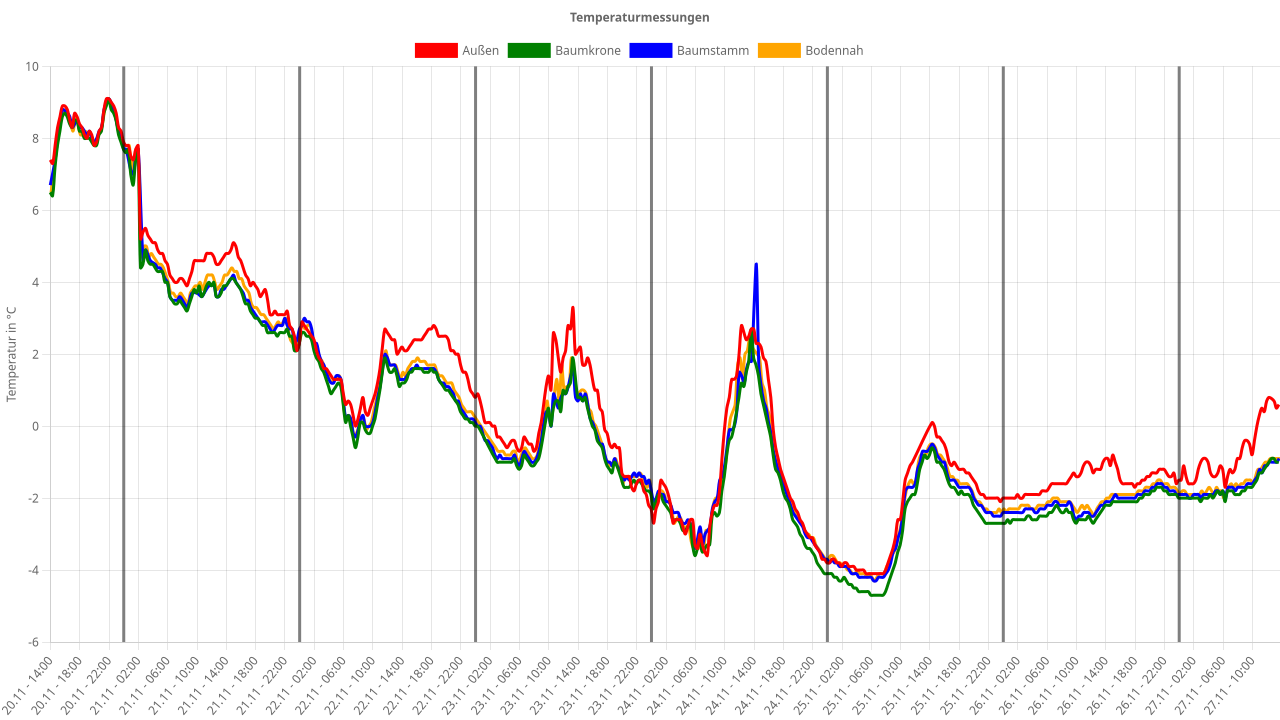 Temperaturmessungen
Außen Baumkrone Baumstamm Bodennah
Temperatur in °C
10
8
6
4
2
0
-2
-4
-6
20.11 - 14:00
20.11 - 18:00
20.11 - 22:00
21.11 - 02:00
21.11 - 06:00
21.11 - 10:00
21.11 - 14:00
21.11 - 18:00
21.11 - 22:00
22.11 - 02:00
22.11 - 06:00
22.11 - 10:00
22.11 - 14:00
22.11 - 18:00
22.11 - 22:00
23.11 - 02:00
23.11 - 06:00
23.11 - 10:00
23.11 - 14:00
23.11 - 18:00
23.11 - 22:00
24.11 - 02:00
24.11 - 06:00
24.11 - 10:00
24.11 - 14:00
24.11 - 18:00
24.11 - 22:00
25.11 - 02:00
25.11 - 06:00
25.11 - 10:00
25.11 - 14:00
25.11 - 18:00
25.11 - 22:00
26.11 - 02:00
26.11 - 06:00
26.11 - 10:00
26.11 - 14:00
26.11 - 18:00
26.11 - 22:00
27.11 - 02:00
27.11 - 06:00
27.11 - 10:00